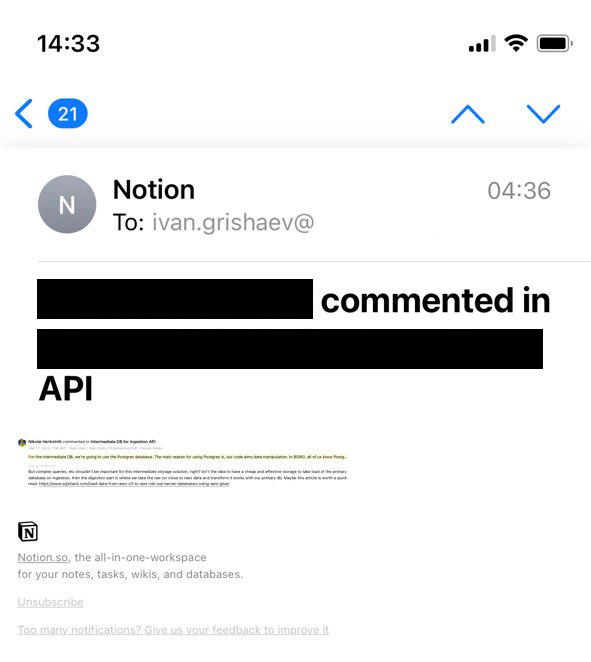 14:33
21
N
Notion
04:36
To: ivan.grishaev@
commented in
API
commented in Intermediate DB for Ingestion API
For the intermediate DB, we're going to use the Postgres database. The main reason for using Postgres is, our code aims data manipulation. In BORG, all of us know Postg...
But complex queries, etc shouldn't be important for this intermediate storage solution, right? Isn't the idea to have a cheap and effective storage to take load of the primary
database on ingestion, then the digestion part is where we take the raw (or close to raw) data and transform it works with our primary db. Maybe this article is worth a quick
read: https://www.sqlshack.com/load-data-from-aws-s3-to-aws-rds-sql-server-databases-using-aws-glue/
N
Notion.so, the all-in-one-workspace
for your notes, tasks, wikis, and databases.
Unsubscribe
Too many notifications? Give us your feedback to improve it